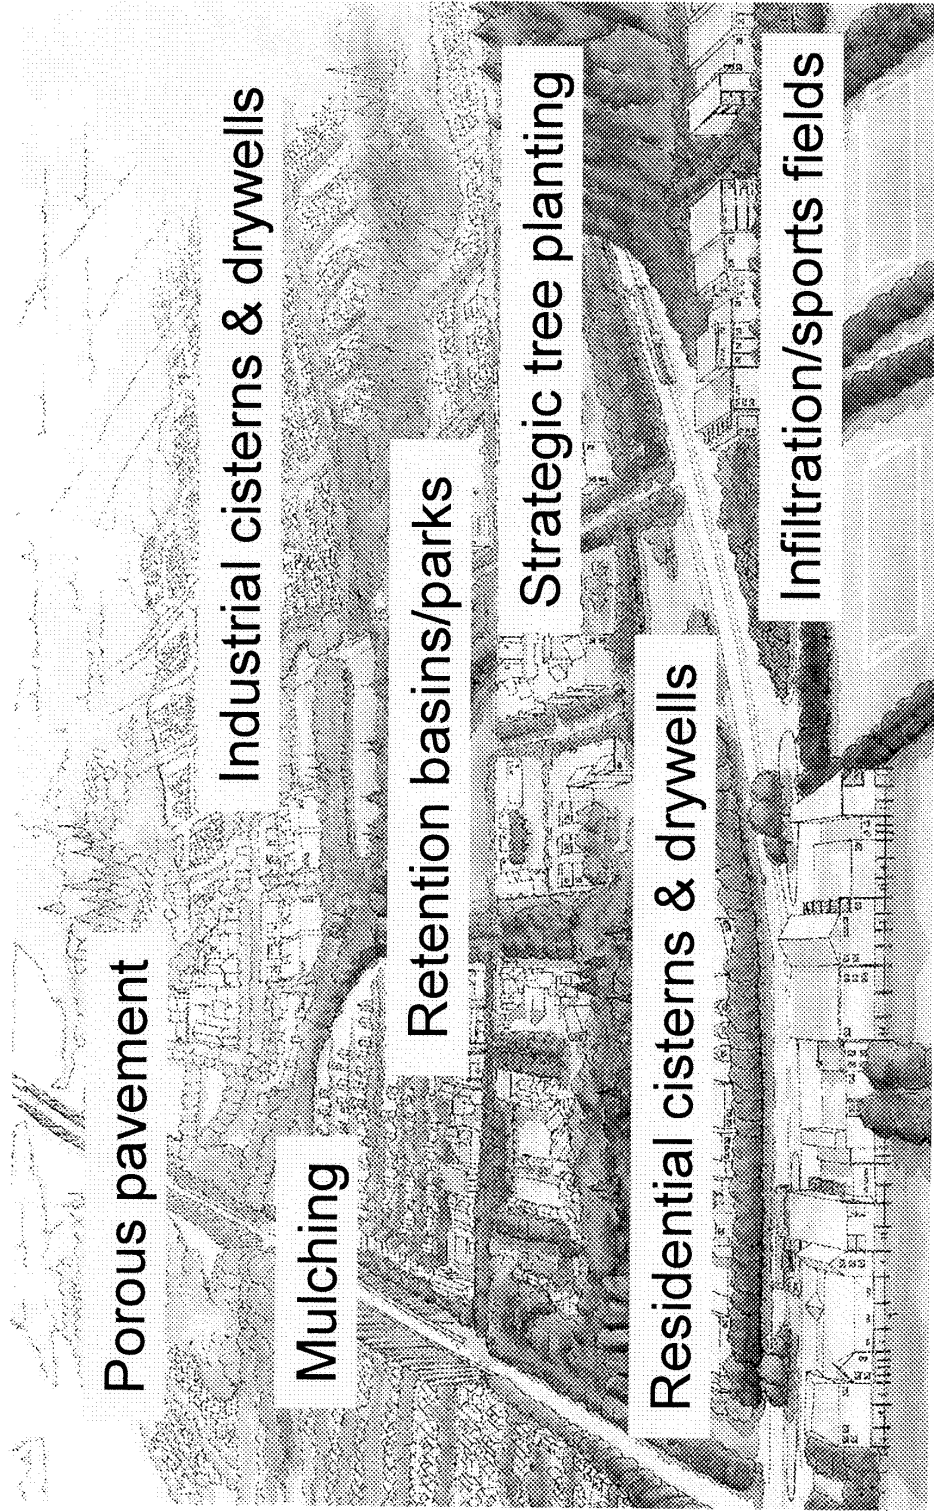 Porous pavement
Industrial cisterns & drywells
Mulching
Retention basins/parks
Strategic tree planting
Residential cisterns & drywells
Infiltration/sports fields